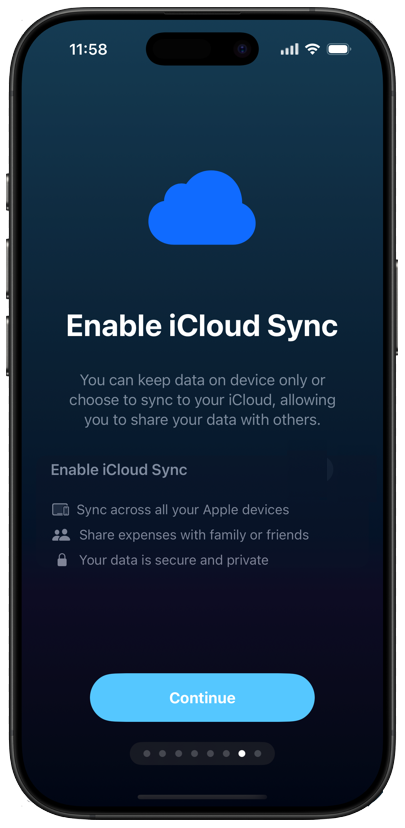 11:58
Enable iCloud Sync
You can keep data on device only or
choose to sync to your iCloud, allowing
you to share your data with others.
Enable iCloud Sync
Sync across all your Apple devices
Share expenses with family or friends
Your data is secure and private
Continue